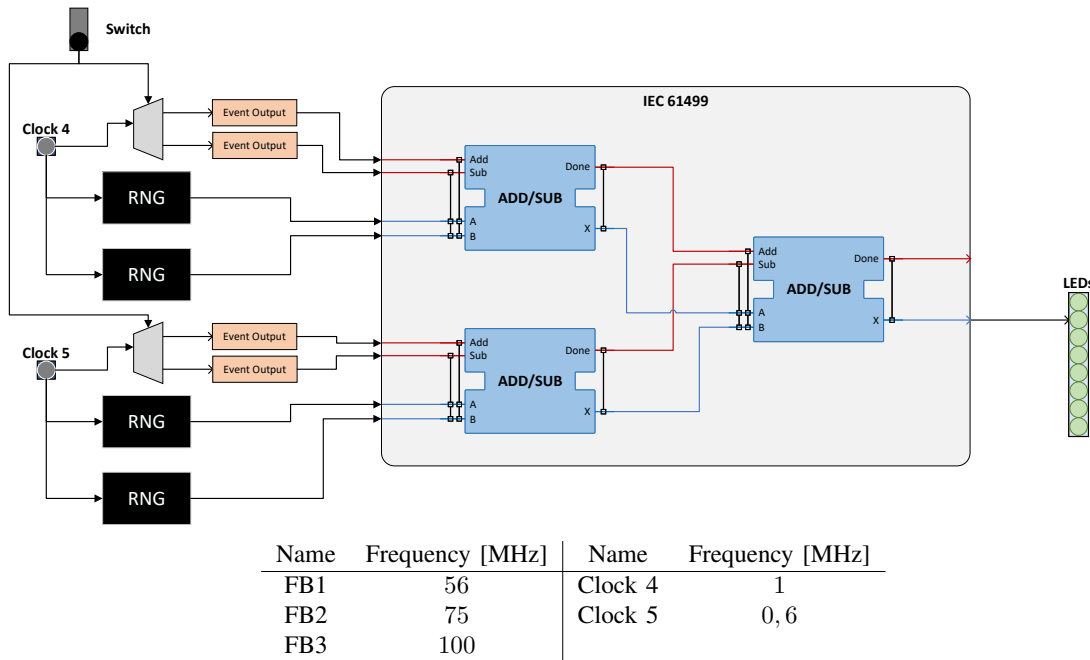 Switch
IEC 61499
Clock 4
Event Output
Event Output
RNG
RNG
Add
Sub
A
B
ADD/SUB
Done
X
Add
Sub
A
B
ADD/SUB
Done
X
LEDs
Clock 5
Event Output
Event Output
RNG
RNG
Add
Sub
A
B
ADD/SUB
Done
X
Name Frequency [MHz] Name Frequency [MHz]
FB1 56 Clock 4 1
FB2 75 Clock 5 0, 6
FB3 100